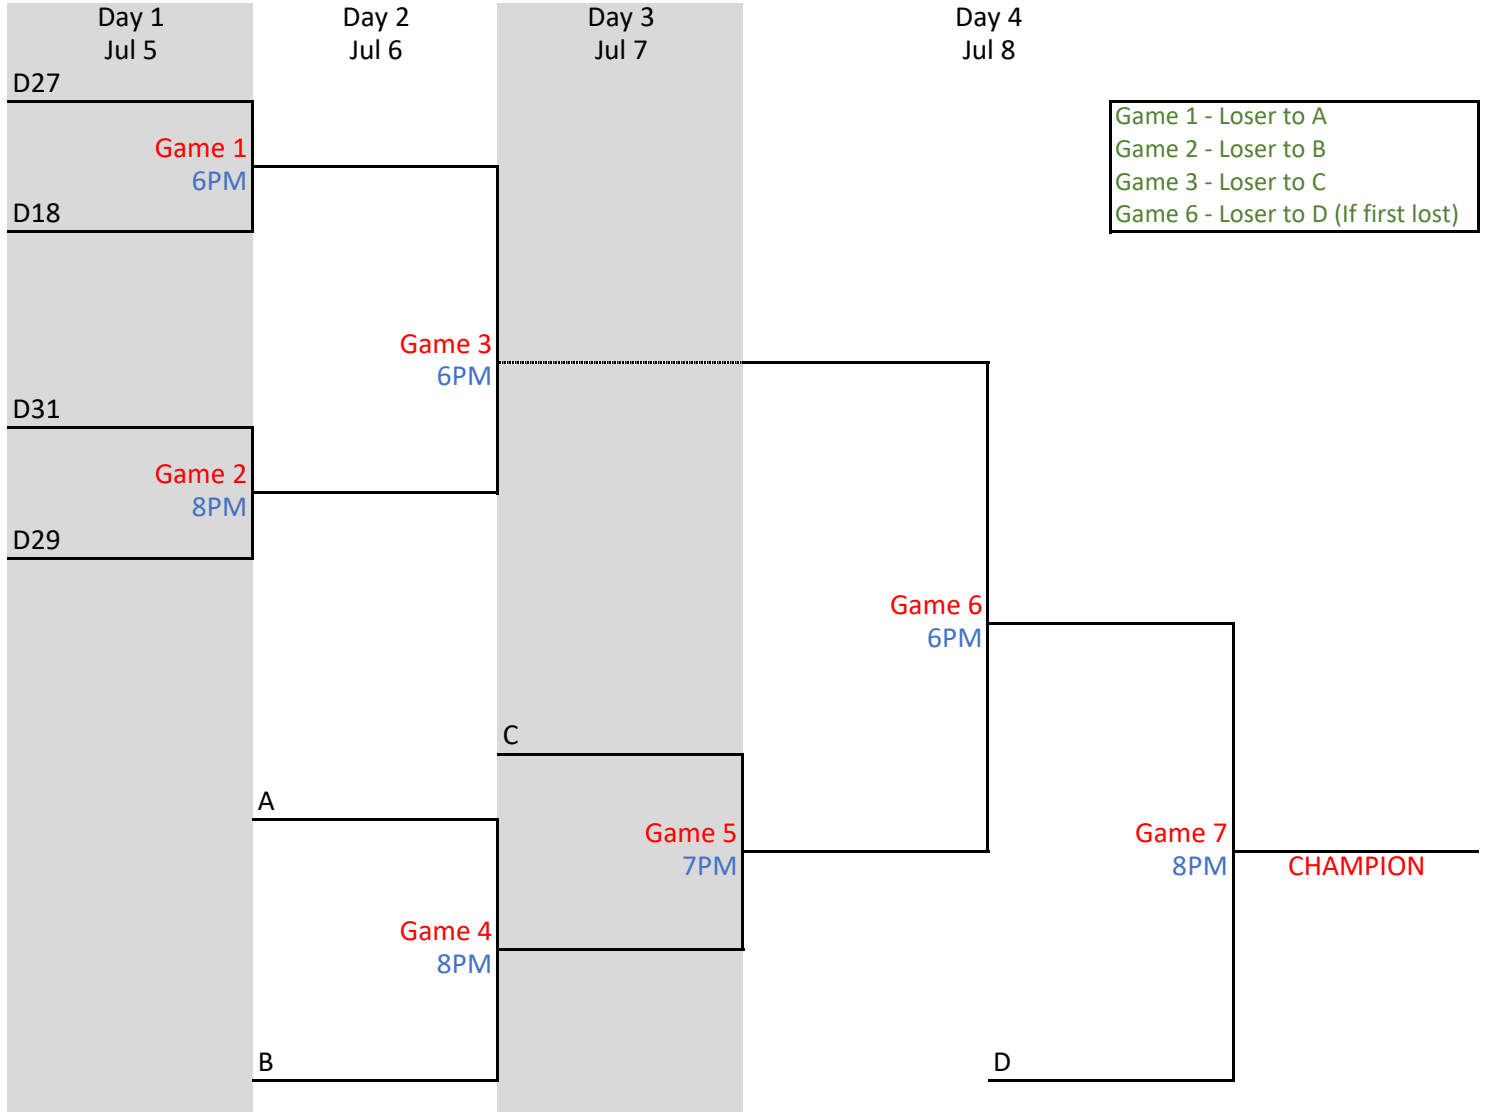 Day 1
Jul 5
Day 2
Jul 6
Day 3
Jul 7
Day 4
Jul 8
D27
Game 1
6PM
D18
Game 1 - Loser to A
Game 2 - Loser to B
Game 3 - Loser to C
Game 6 - Loser to D (If first lost)
Game 3
6PM
D31
Game 2
8PM
D29
Game 6
6PM
C
A
Game 5
7PM
Game 7
8PM
CHAMPION
Game 4
8PM
B
D